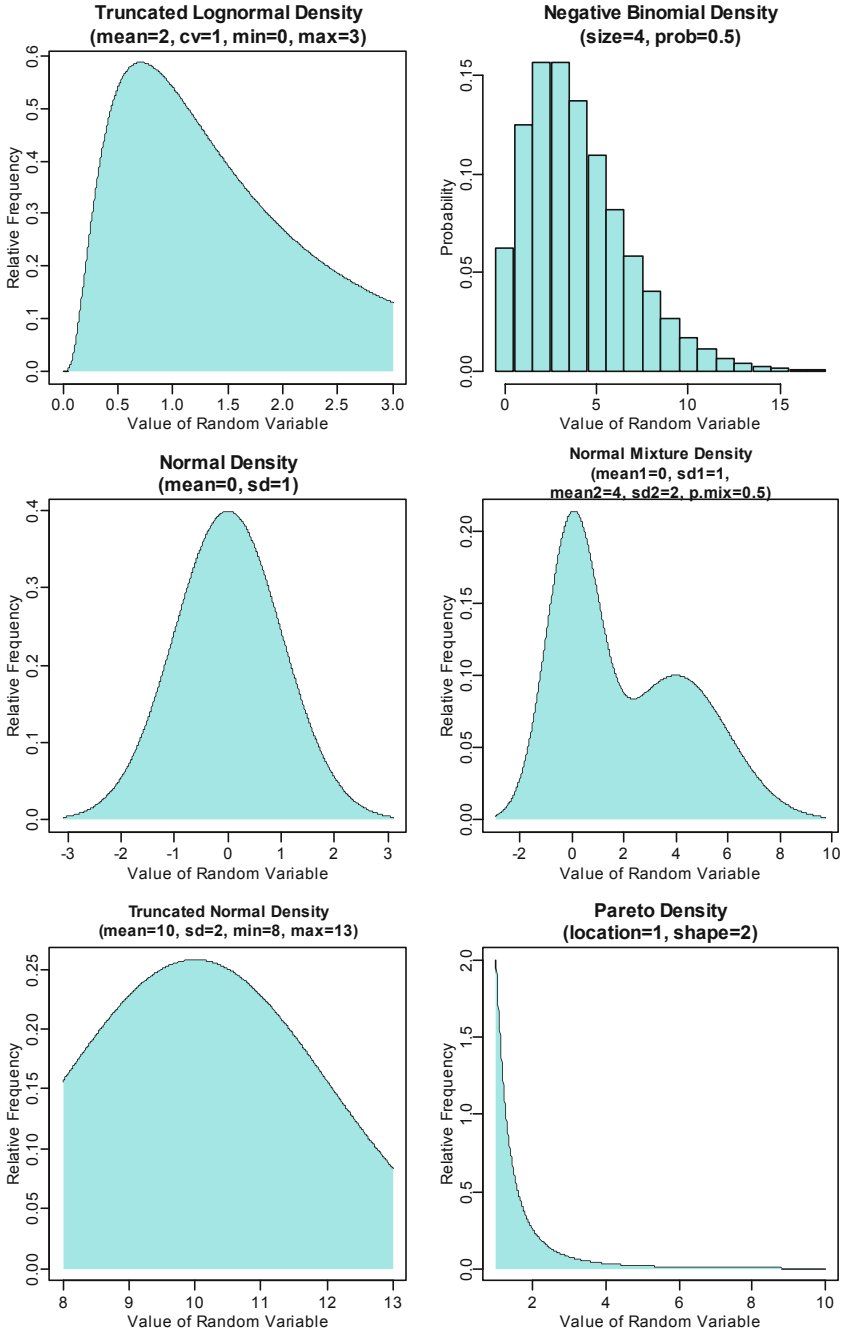 Truncated Lognormal Density
(mean=2, cv=1, min=0, max=3)
Relative Frequency
0.6
0.5
0.4
0.3
0.2
0.1
0.0
0.0 0.5 1.0 1.5 2.0 2.5 3.0
Value of Random Variable
Negative Binomial Density
(size=4, prob=0.5)
Probability
0.15
0.10
0.05
0.00
0 5 10 15
Value of Random Variable
Normal Density
(mean=0, sd=1)
Relative Frequency
0.4
0.3
0.2
0.1
0.0
-3 -2 -1 0 1 2 3
Value of Random Variable
Normal Mixture Density
(mean1=0, sd1=1,
mean2=4, sd2=2, p.mix=0.5)
Relative Frequency
0.20
0.15
0.10
0.05
0.00
-2 0 2 4 6 8 10
Value of Random Variable
Truncated Normal Density
(mean=10, sd=2, min=8, max=13)
Relative Frequency
0.25
0.20
0.15
0.10
0.05
0.00
8 9 10 11 12 13
Value of Random Variable
Pareto Density
(location=1, shape=2)
Relative Frequency
2.0
1.5
1.0
0.5
0.0
2 4 6 8 10
Value of Random Variable